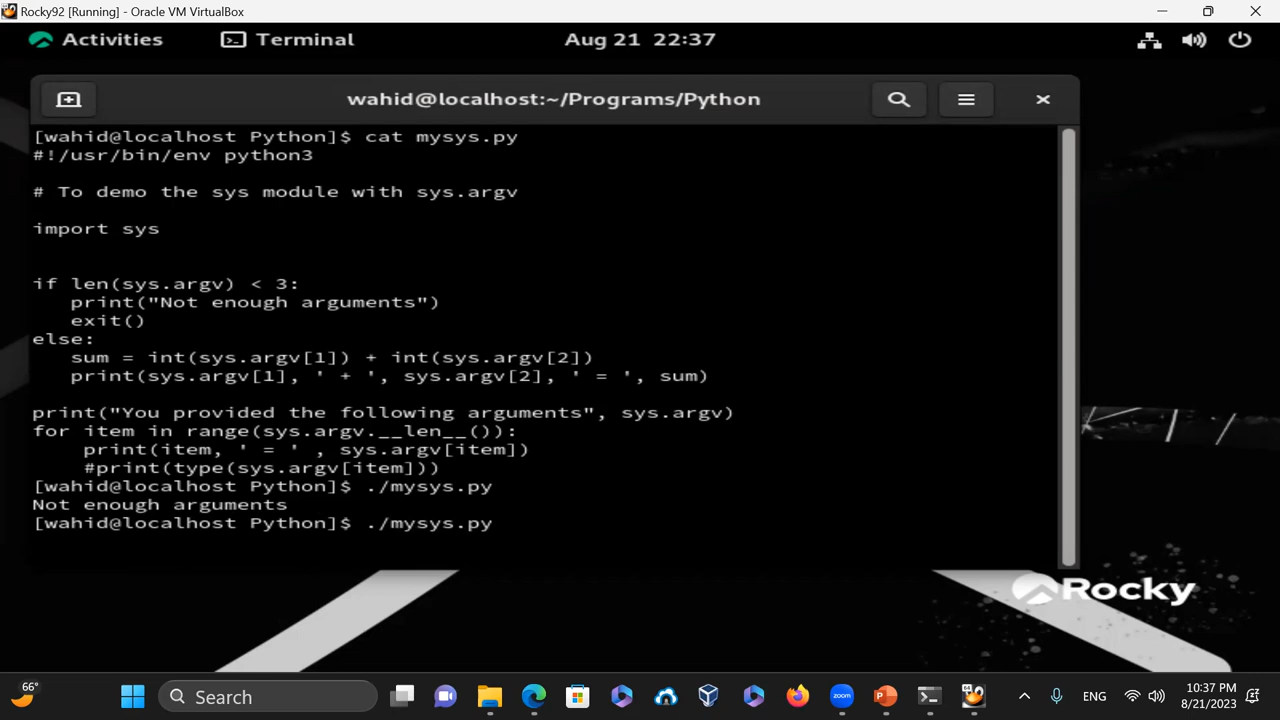 Rocky92 [Running] - Oracle VM VirtualBox
Activities Terminal Aug 21 22:37
wahid@localhost:~/Programs/Python
[wahid@localhost Python]$ cat mysys.py
#!/usr/bin/env python3
# To demo the sys module with sys.argv
import sys
if len(sys.argv) < 3:
   print("Not enough arguments")
   exit()
else:
   sum = int(sys.argv[1]) + int(sys.argv[2])
   print(sys.argv[1], ' + ', sys.argv[2], ' = ', sum)
print("You provided the following arguments", sys.argv)
for item in range(sys.argv.__len__()):
    print(item, ' = ' , sys.argv[item])
    #print(type(sys.argv[item]))
[wahid@localhost Python]$ ./mysys.py
Not enough arguments
[wahid@localhost Python]$ ./mysys.py
Rocky
66°
Search
zoom
P
ENG
10:37 PM
8/21/2023